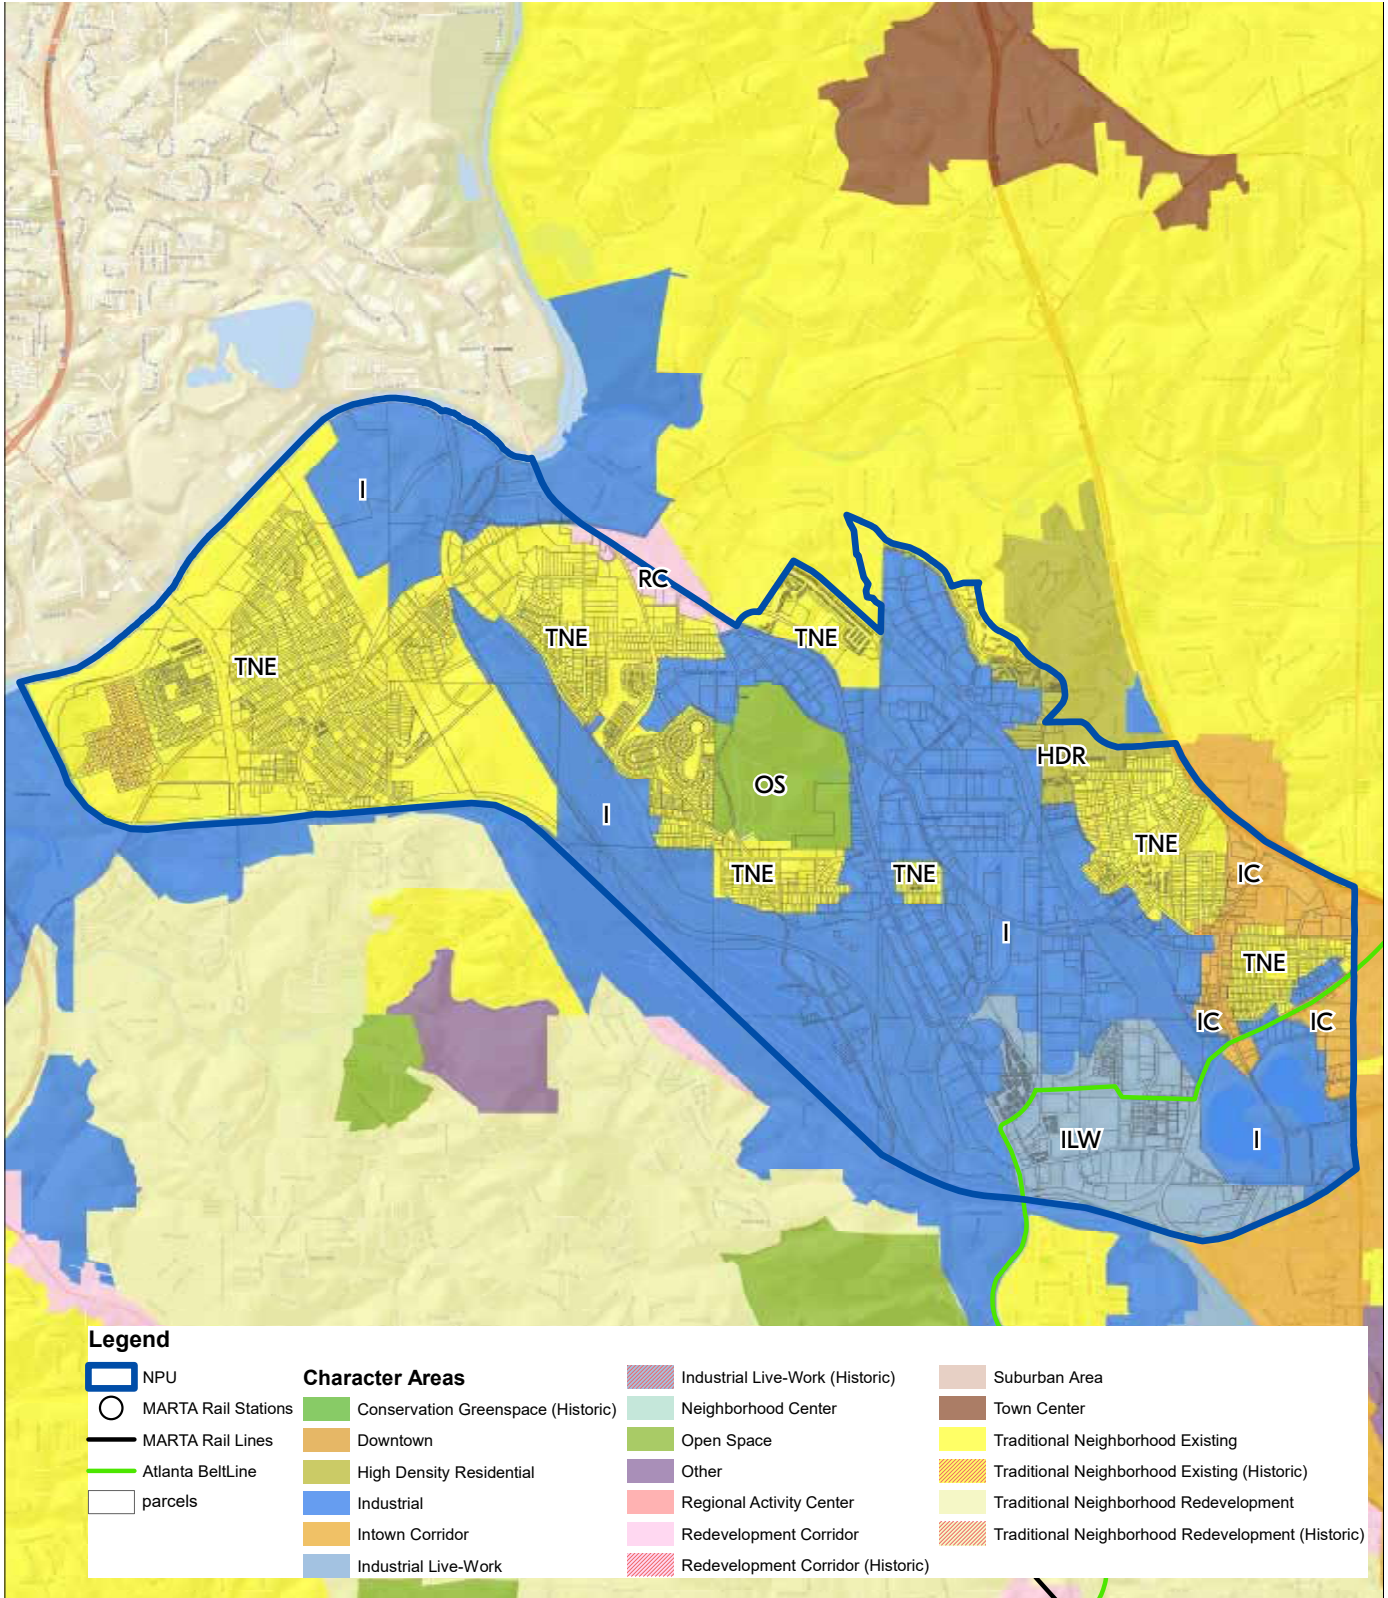 I
RC
TNE
TNE
TNE
HDR
OS
I
TNE
TNE
TNE
IC
I
TNE
IC
IC
ILW
I
Legend
NPU
MARTA Rail Stations
MARTA Rail Lines
Atlanta BeltLine
parcels
Character Areas
Conservation Greenspace (Historic)
Downtown
High Density Residential
Industrial
Intown Corridor
Industrial Live-Work
Industrial Live-Work (Historic)
Neighborhood Center
Open Space
Other
Regional Activity Center
Redevelopment Corridor
Redevelopment Corridor (Historic)
Suburban Area
Town Center
Traditional Neighborhood Existing
Traditional Neighborhood Existing (Historic)
Traditional Neighborhood Redevelopment
Traditional Neighborhood Redevelopment (Historic)